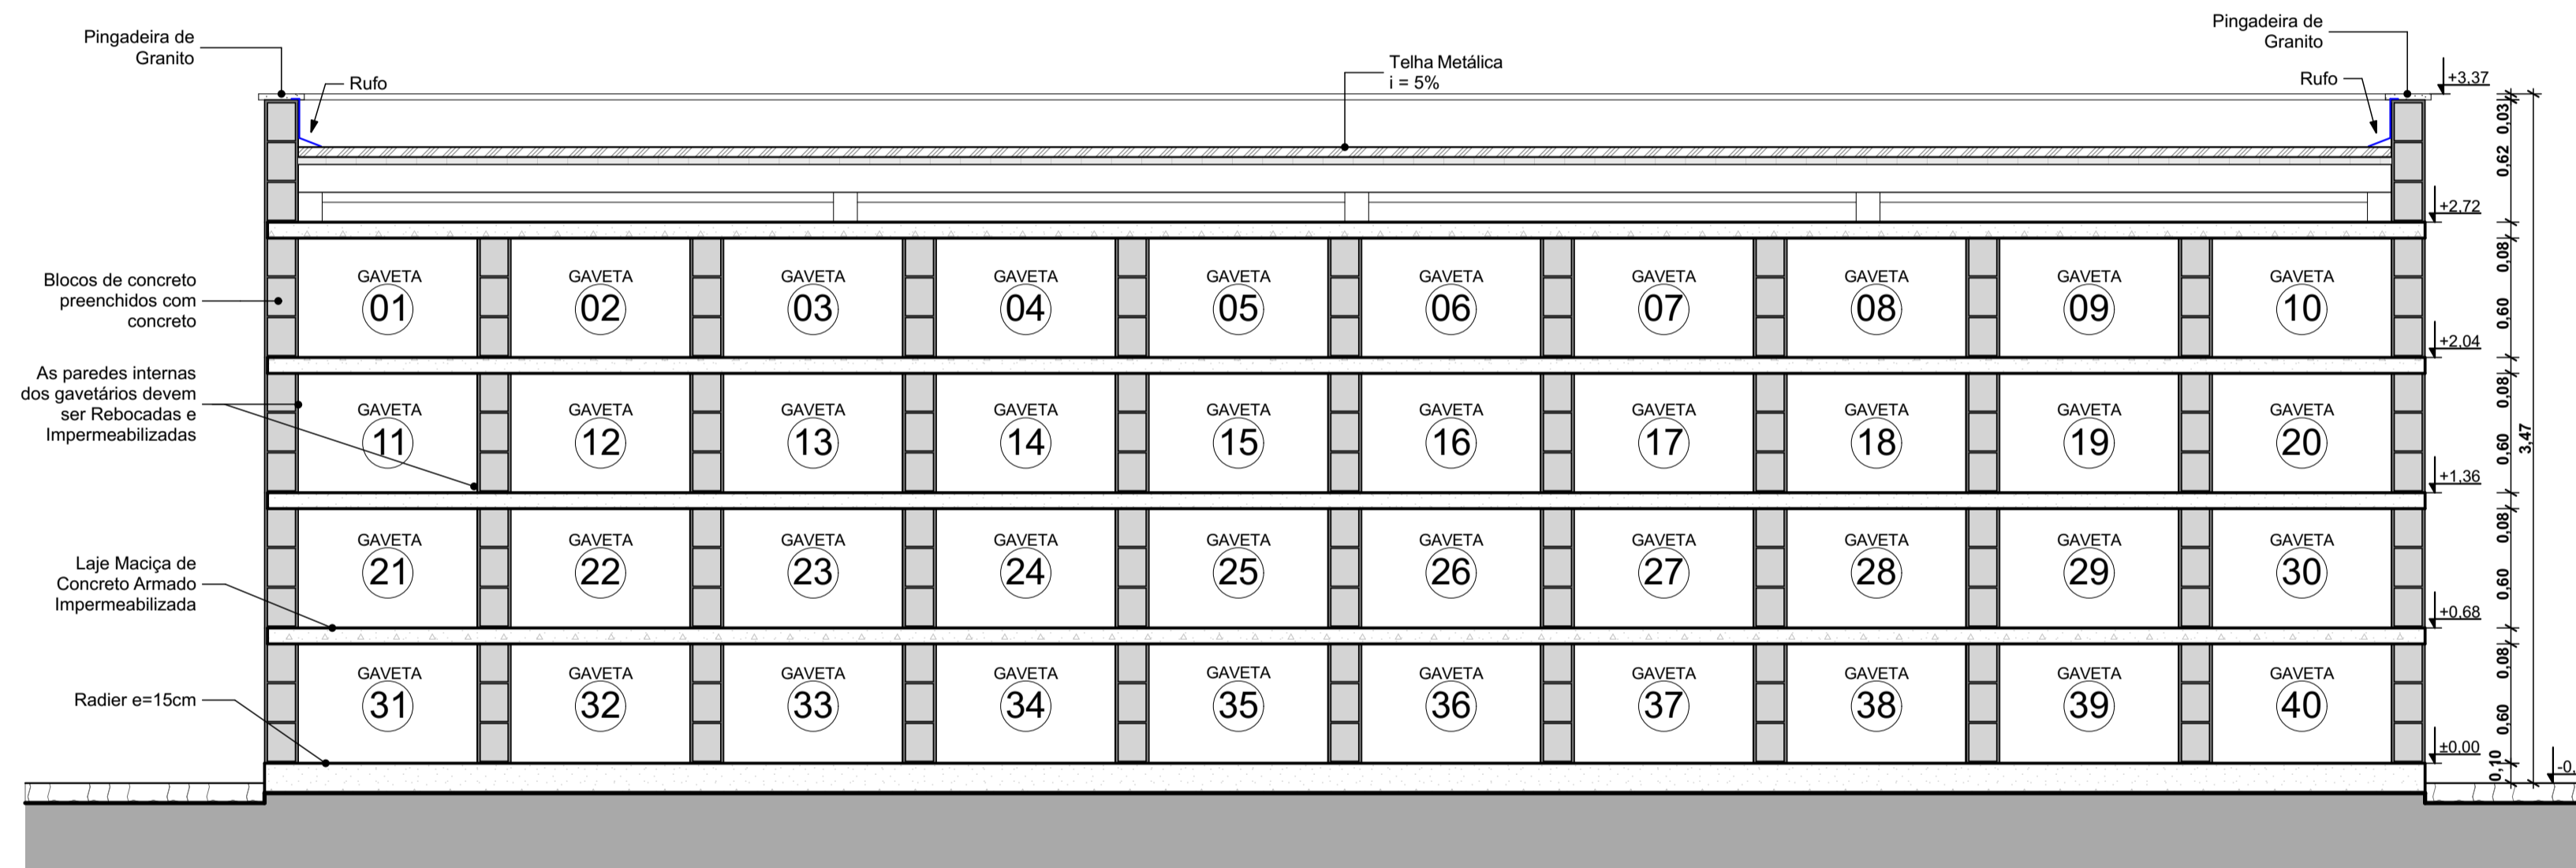 Pingadeira de
Granito
Rufo
Telha Metálica
i = 5%
Pingadeira de
Granito
Rufo
+3,37
0,03
0,62
+2,72
0,08
Blocos de concreto
preenchidos com
concreto
GAVETA GAVETA GAVETA GAVETA GAVETA GAVETA GAVETA GAVETA GAVETA GAVETA
01 02 03 04 05 06 07 08 09 10
0,60
+2,04
0,08
As paredes internas
dos gavetários devem
ser Rebocadas e
Impermeabilizadas
GAVETA GAVETA GAVETA GAVETA GAVETA GAVETA GAVETA GAVETA GAVETA GAVETA
11 12 13 14 15 16 17 18 19 20
0,60
3,47
+1,36
0,08
Laje Maciça de
Concreto Armado
Impermeabilizada
GAVETA GAVETA GAVETA GAVETA GAVETA GAVETA GAVETA GAVETA GAVETA GAVETA
21 22 23 24 25 26 27 28 29 30
0,60
+0,68
0,08
Radier e=15cm
GAVETA GAVETA GAVETA GAVETA GAVETA GAVETA GAVETA GAVETA GAVETA GAVETA
31 32 33 34 35 36 37 38 39 40
0,60
±0,00
0,10